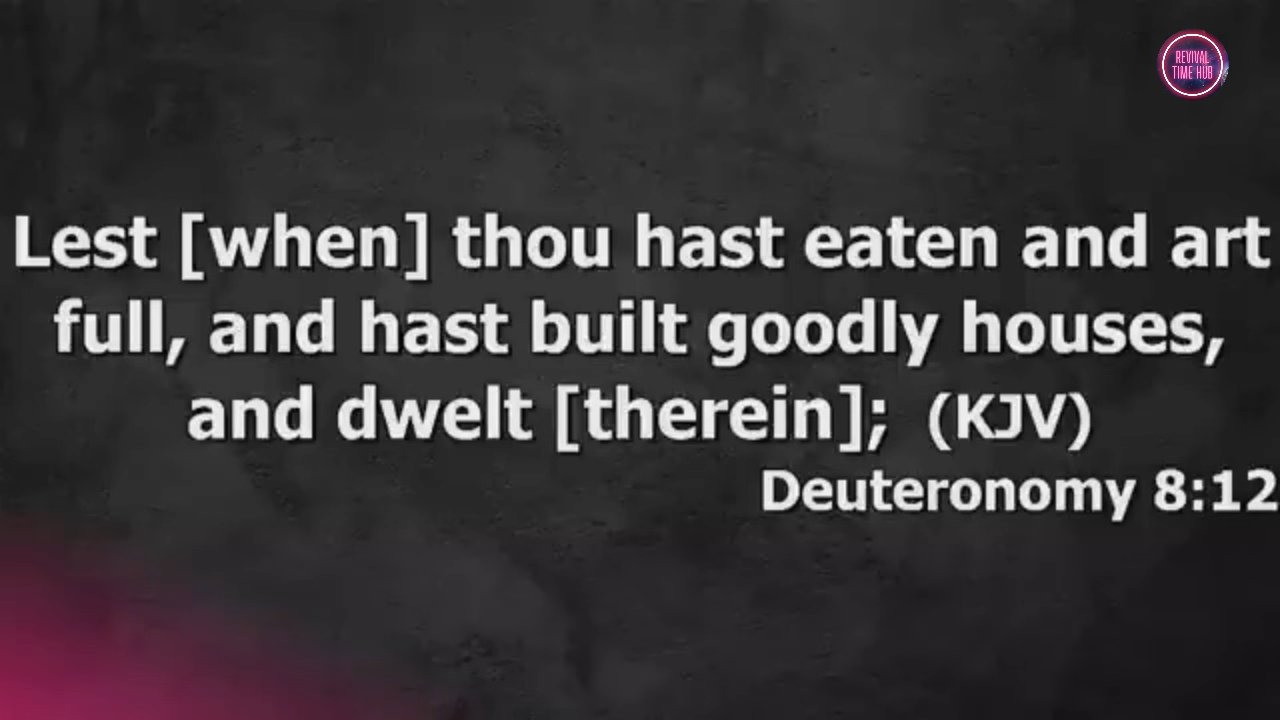 REVIVAL
TIME HUB
Lest [when] thou hast eaten and art
full, and hast built goodly houses,
and dwelt [therein]; (KJV)
Deuteronomy 8:12